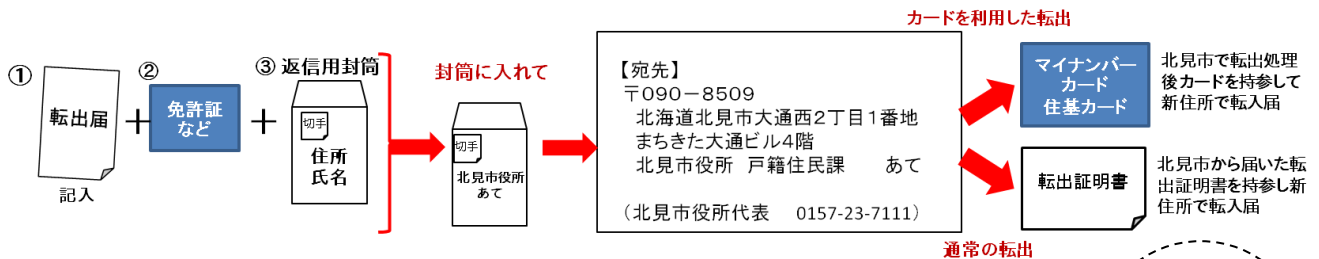 ①
転出届
記入
＋
②
免許証
など
＋
③ 返信用封筒
切手
住所
氏名
封筒に入れて
切手
北見市役所
あて
【宛先】
〒０９０－８５０９
北海道北見市大通西２丁目１番地
まちきた大通ビル４階
北見市役所 戸籍住民課　　あて
（北見市役所代表　0157-23-7111）
カードを利用した転出
マイナンバー
カード
住基カード
北見市で転出処理
後カードを持参して
新住所で転入届
転出証明書
北見市から届いた転
出証明書を持参し新
住所で転入届
通常の転出